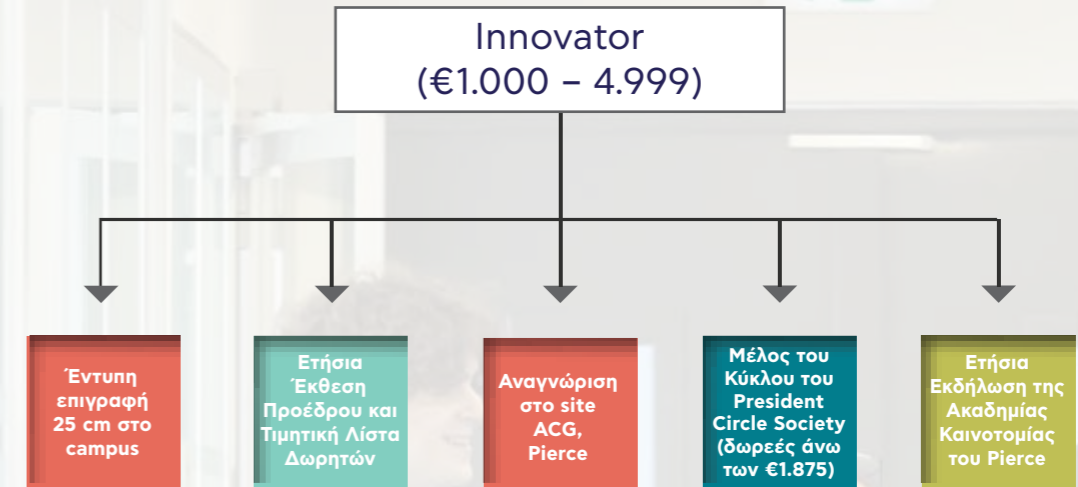 Innovator
(€1.000 – 4.999)
Έντυπη
επιγραφή
25 cm στο
campus
Ετήσια
Έκθεση
Προέδρου και
Τιμητική Λίστα
Δωρητών
Αναγνώριση
στο site
ACG,
Pierce
Μέλος του
Κύκλου του
President
Circle Society
(δωρεές άνω
των €1.875)
Ετήσια
Εκδήλωση της
Ακαδημίας
Καινοτομίας
του Pierce